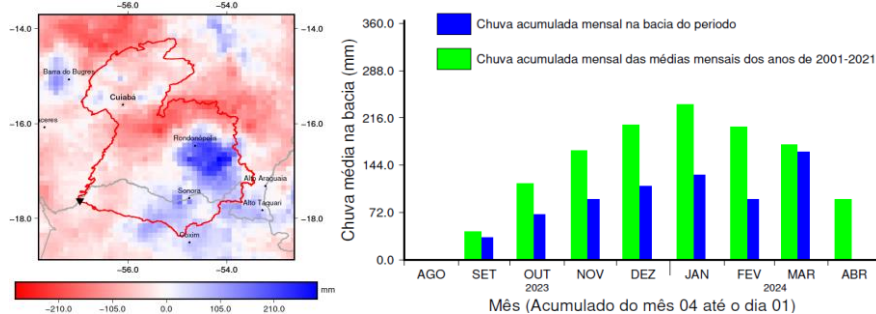 −56.0 −54.0
−14.0 −14.0
Barra do Bugres
Cuiabá
−16.0 −16.0
aceres
Rondonópolis
Alto Araguaia
Sonora
Alto Taquari
−18.0 −18.0
Coxim
−56.0 −54.0
mm
−210.0 −105.0 0.0 105.0 210.0
Chuva média na bacia (mm)
360.0
288.0
216.0
144.0
72.0
0.0
Chuva acumulada mensal na bacia do periodo
Chuva acumulada mensal das médias mensais dos anos de 2001-2021
AGO SET OUT NOV DEZ JAN FEV MAR ABR
2023 2024
Mês (Acumulado do mês 04 até o dia 01)